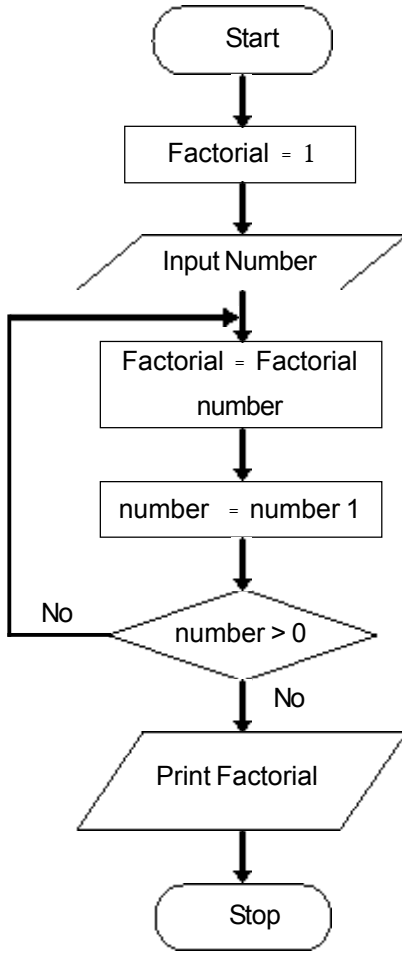 Start
Factorial = 1
Input Number
Factorial = Factorial
number
number = number 1
No
number > 0
No
Print Factorial
Stop